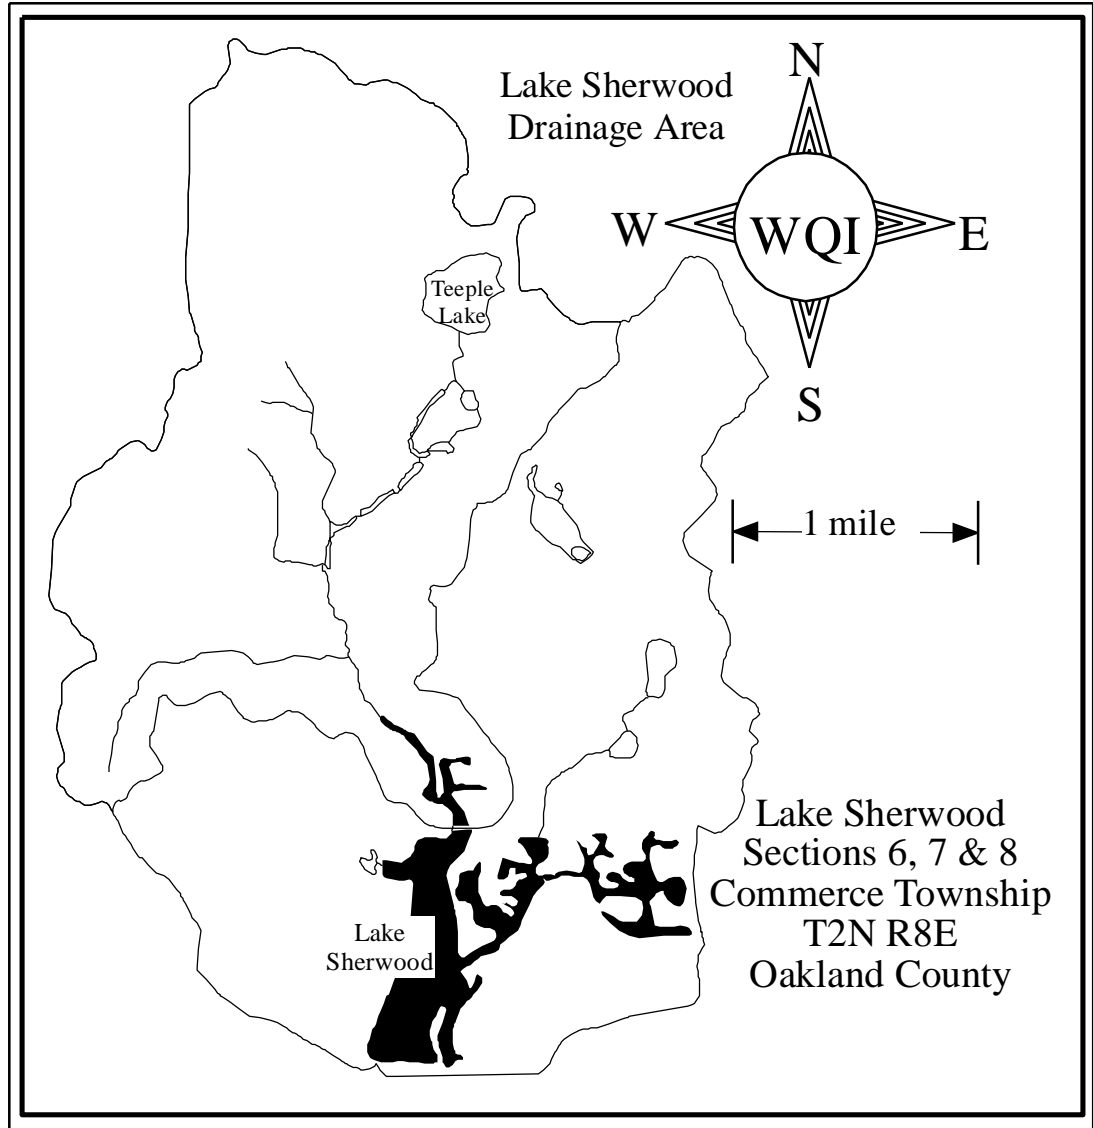 Lake Sherwood
Drainage Area
N
W
WQI
E
S
Teeple
Lake
1 mile
Lake Sherwood
Sections 6, 7 & 8
Commerce Township
T2N R8E
Oakland County
Lake
Sherwood